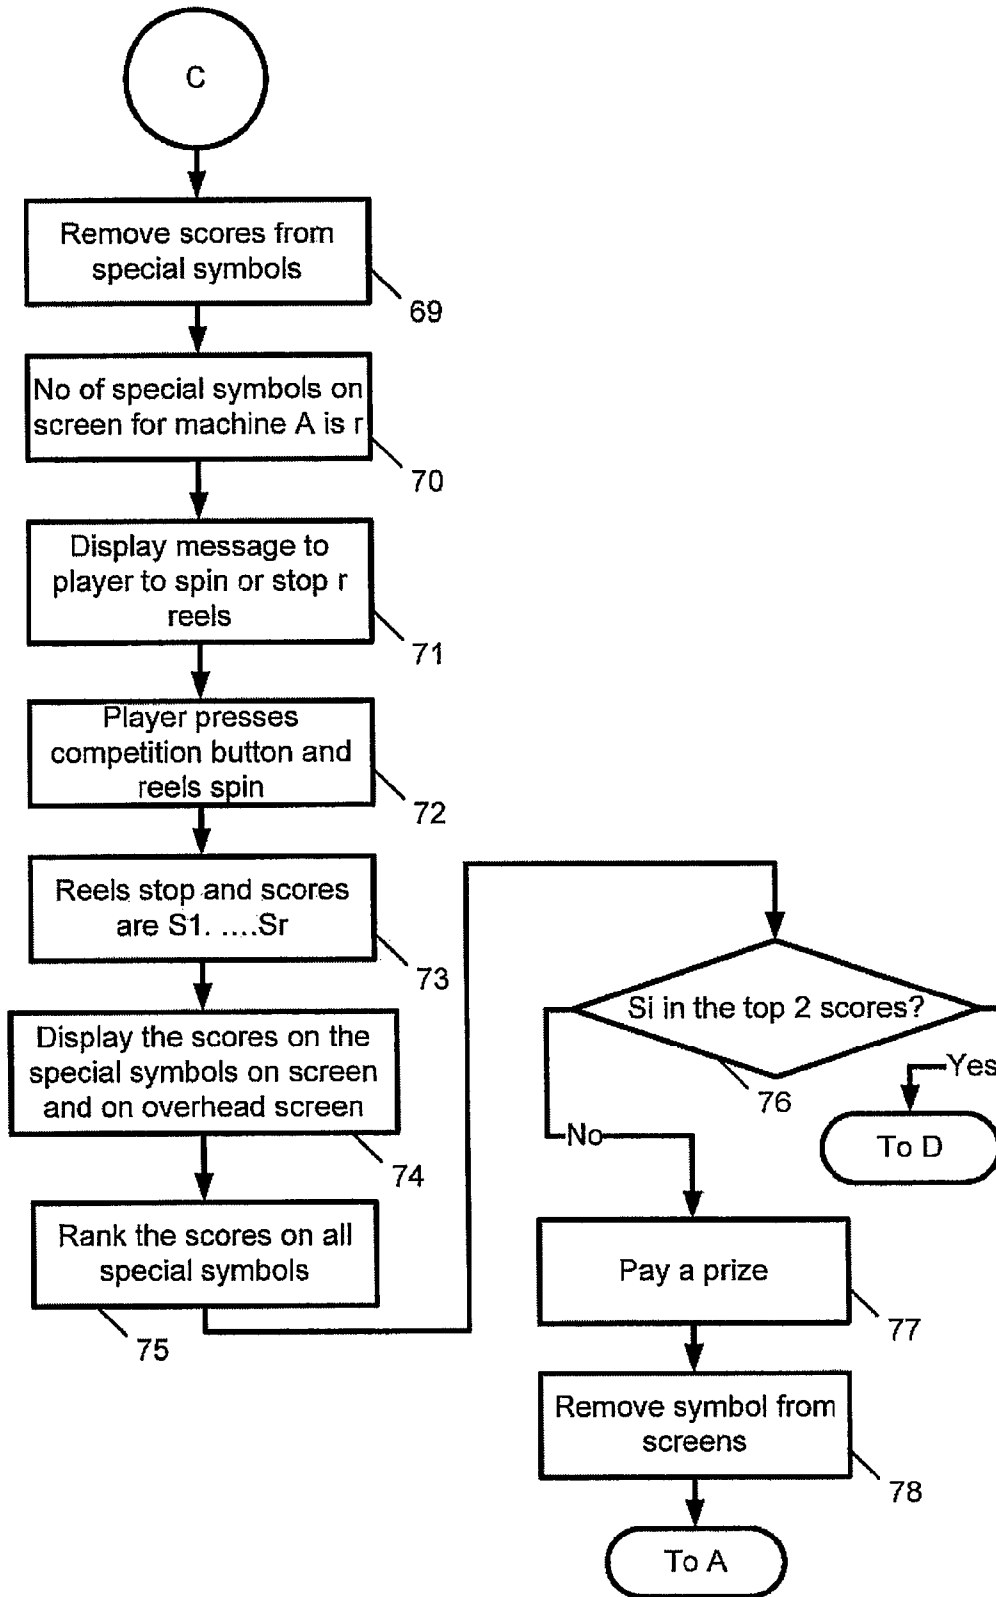 C
Remove scores from
special symbols
69
No of special symbols on
screen for machine A is r
70
Display message to
player to spin or stop r
reels
71
Player presses
competition button and
reels spin
72
Reels stop and scores
are S1. ....Sr
73
Display the scores on the
special symbols on screen
and on overhead screen
74
Rank the scores on all
special symbols
75
Si in the top 2 scores?
76
Yes
To D
No
Pay a prize
77
Remove symbol from
screens
78
To A